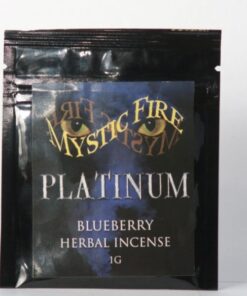 MYSTIC FIRE
PLATINUM
BLUEBERRY
HERBAL INCENSE
1G